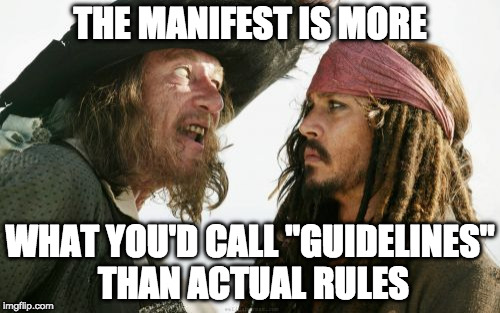 THE MANIFEST IS MORE
WHAT YOU'D CALL "GUIDELINES"
THAN ACTUAL RULES
imgflip.com